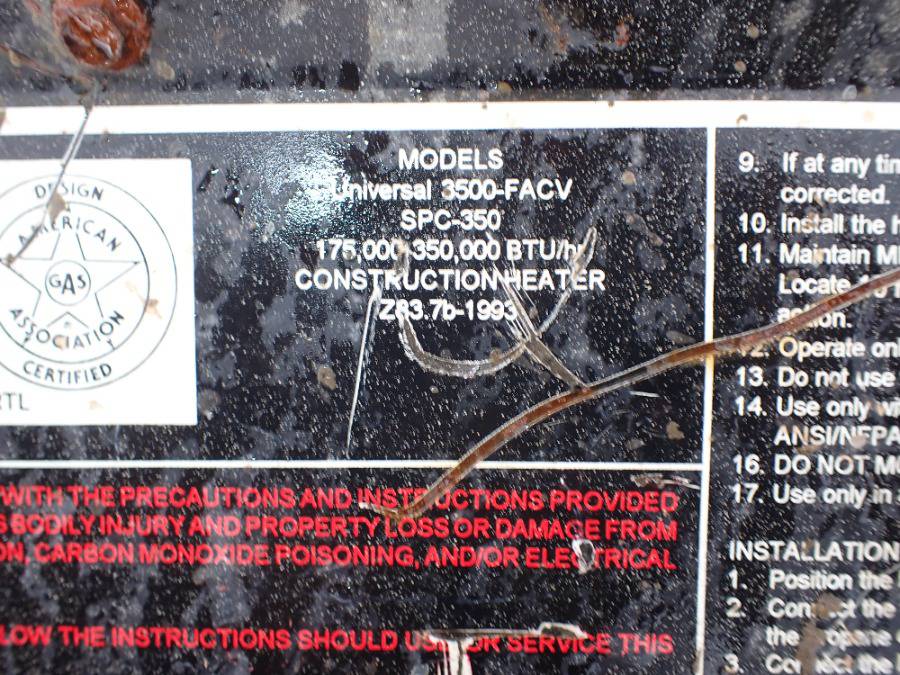 DESIGN
AMERICAN
GAS
ASSOCIATION
CERTIFIED
RTL
MODELS
Universal 3500-FACV
SPC-350
175,000-350,000 BTU/hr
CONSTRUCTION HEATER
Z83.7b-1993
WITH THE PRECAUTIONS AND INSTRUCTIONS PROVIDED
BODILY INJURY AND PROPERTY LOSS OR DAMAGE FROM
CARBON MONOXIDE POISONING, AND/OR ELECTRICAL
THE INSTRUCTIONS SHOULD USE OR SERVICE THIS
9. If at any
corrected.
10. Install the
11. Maintain
Locate
action.
12. Operate
13. Do not use
14. Use only
ANSI/NFPA
16. DO NOT
17. Use only in
INSTALLATION
1. Position the
2. Connect the
the propane
3. Connect the